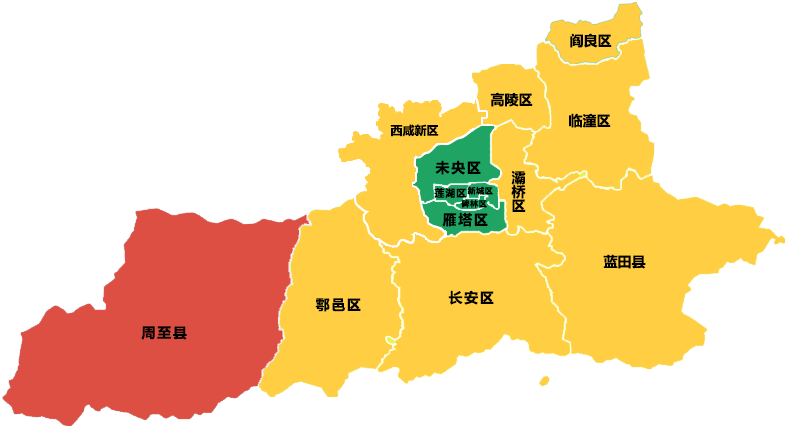 阎良区
高陵区
临潼区
西咸新区
未央区
灞桥区
莲湖区
新城区
碑林区
雁塔区
蓝田县
长安区
鄠邑区
周至县